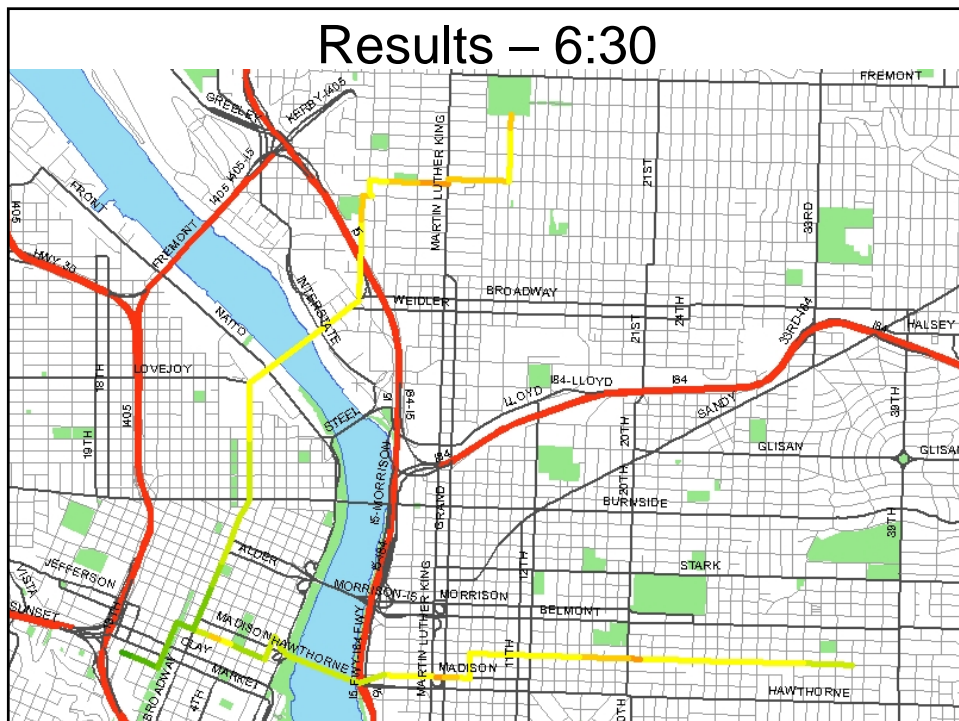 Results – 6:30
FREMONT
GREELEY
KERBY-I405
I405-I5
I405
FRONT
I405
MARTIN LUTHER KING
21ST
33RD
FREMONT
HWY-30
I5
INTERSTATE
WEIDLER
BROADWAY
24TH
21ST
33RD-I84
I84
HALSEY
NAITO
LOVEJOY
18TH
I405
19TH
STEEL
I5
I84-I5
LLOYD
I84-LLOYD
I84
SANDY
39TH
20TH
GLISAN
GLISAN
I84
I5-MORRISON
GRAND
20TH
BURNSIDE
39TH
ALDER
I5-I84
STARK
JEFFERSON
VISTA
SUNSET
MORRISON-I5
MORRISON
12TH
BELMONT
MADISON
HAWTHORNE
CLAY
MARKET
BROADWAY
4TH
MARTIN LUTHER KING
MADISON
11TH
HAWTHORNE